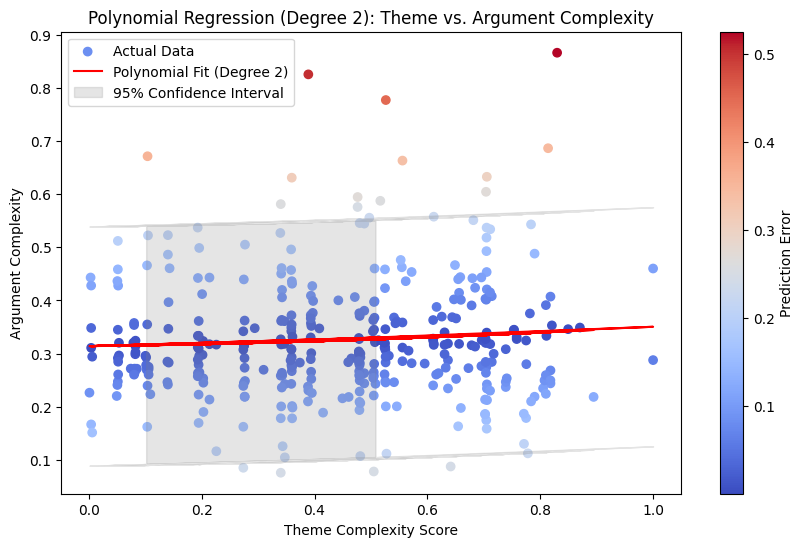 Polynomial Regression (Degree 2): Theme vs. Argument Complexity
Actual Data
Polynomial Fit (Degree 2)
95% Confidence Interval
Argument Complexity
0.9
0.8
0.7
0.6
0.5
0.4
0.3
0.2
0.1
0.0
0.2
0.4
0.6
0.8
1.0
Theme Complexity Score
0.5
0.4
0.3
0.2
0.1
Prediction Error